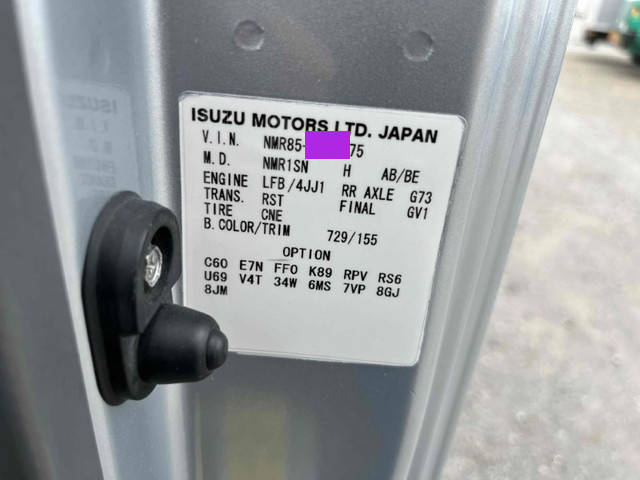 ISUZU MOTORS LTD. JAPAN
V.I.N. NMR85- 75
M.D. NMR1SN H AB/BE
ENGINE LFB/4JJ1 RR AXLE G73
TRANS. RST FINAL GV1
TIRE CNE
B.COLOR/TRIM 729/155
OPTION
C60 E7N FFO K89 RPV RS6
U69 V4T 34W 6MS 7VP 8GJ
8JM